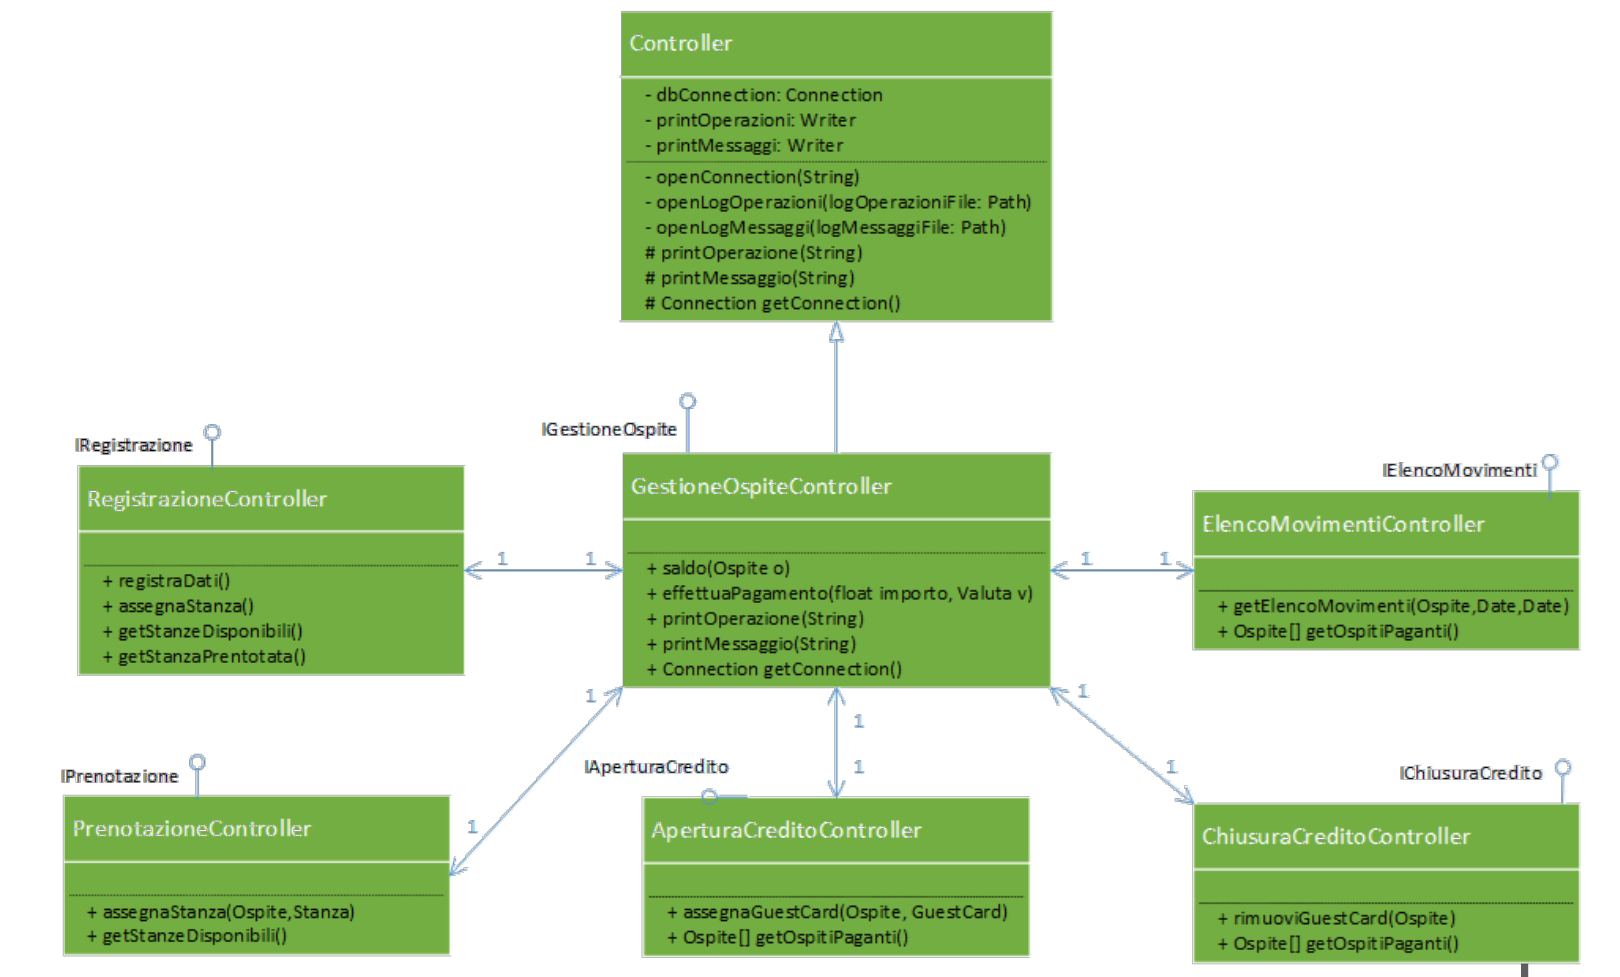 Controller
- dbConnection: Connection
- printOperazioni: Writer
- printMessaggi: Writer
- openConnection(String)
- openLogOperazioni(logOperazioniFile: Path)
- openLogMessaggi(logMessaggiFile: Path)
# printOperazione(String)
# printMessaggio(String)
# Connection getConnection()
IGestioneOspite
GestioneOspiteController
+ saldo(Ospite o)
+ effettuaPagamento(float importo, Valuta v)
+ printOperazione(String)
+ printMessaggio(String)
+ Connection getConnection()
IRegistrazione
RegistrazioneController
+ registraDati()
+ assegnaStanza()
+ getStanzeDisponibili()
+ getStanzaPrentotata()
1 1
IElencoMovimenti
ElencoMovimentiController
+ getElencoMovimenti(Ospite,Date,Date)
+ Ospite[] getOspitiPaganti()
1 1
IPrenotazione
PrenotazioneController
+ assegnaStanza(Ospite,Stanza)
+ getStanzeDisponibili()
1
1
IAperturaCredito
AperturaCreditoController
+ assegnaGuestCard(Ospite, GuestCard)
+ Ospite[] getOspitiPaganti()
1
1
IChiusuraCredito
ChiusuraCreditoController
+ rimuoviGuestCard(Ospite)
+ Ospite[] getOspitiPaganti()
1
1